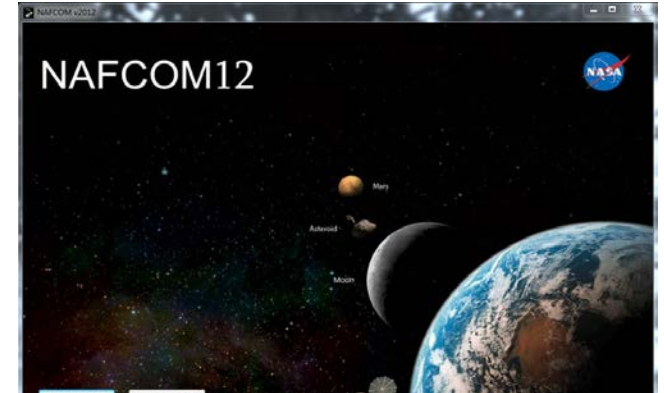 NAFCOM v2012
NAFCOM12
NASA
Mars
Asteroid
Moon